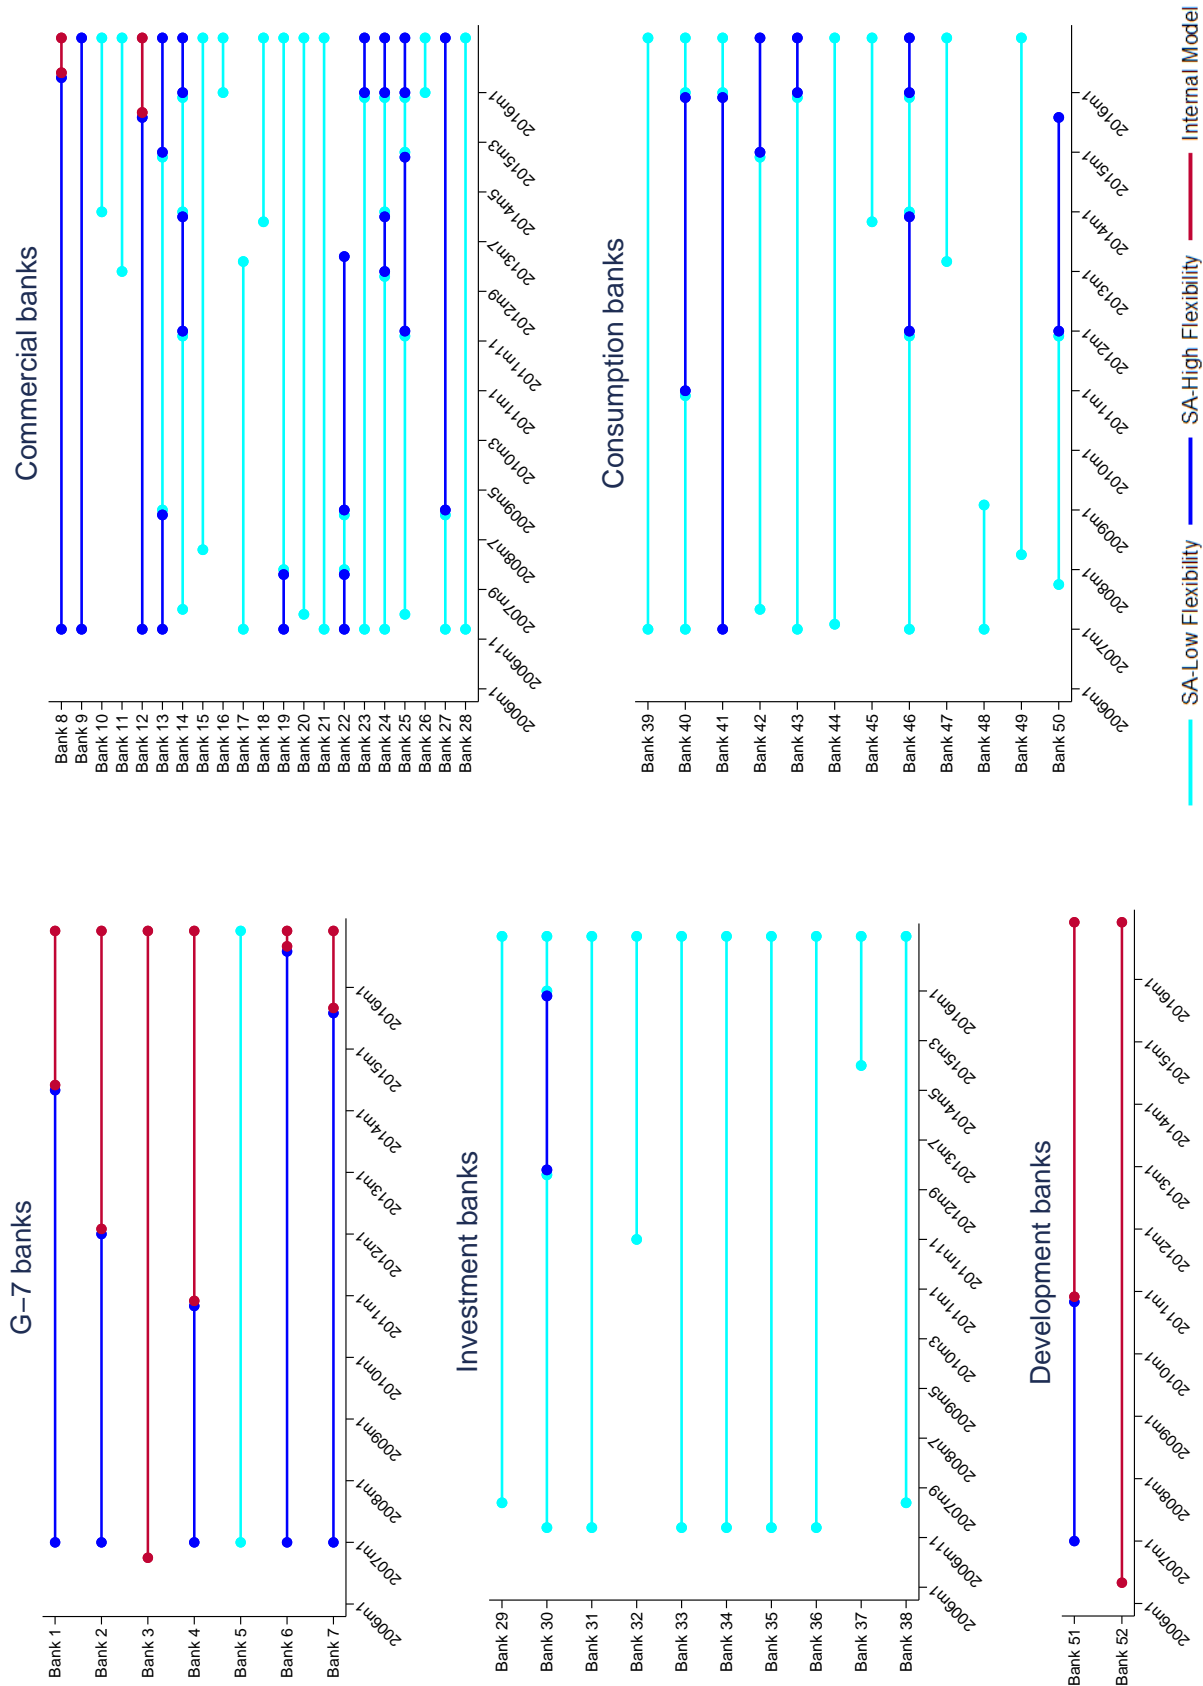 G–7 banks
Bank 1
Bank 2
Bank 3
Bank 4
Bank 5
Bank 6
Bank 7
2006m1
2007m1
2008m1
2009m1
2010m1
2011m1
2012m1
2013m1
2014m1
2015m1
2016m1
Commercial banks
Bank 8
Bank 9
Bank 10
Bank 11
Bank 12
Bank 13
Bank 14
Bank 15
Bank 16
Bank 17
Bank 18
Bank 19
Bank 20
Bank 21
Bank 22
Bank 23
Bank 24
Bank 25
Bank 26
Bank 27
Bank 28
2006m1
2006m11
2007m9
2008m7
2009m5
2010m3
2011m1
2011m11
2012m9
2013m7
2014m5
2015m3
2016m1
Investment banks
Bank 29
Bank 30
Bank 31
Bank 32
Bank 33
Bank 34
Bank 35
Bank 36
Bank 37
Bank 38
2006m1
2006m11
2007m9
2008m7
2009m5
2010m3
2011m1
2011m11
2012m9
2013m7
2014m5
2015m3
2016m1
Consumption banks
Bank 39
Bank 40
Bank 41
Bank 42
Bank 43
Bank 44
Bank 45
Bank 46
Bank 47
Bank 48
Bank 49
Bank 50
2006m1
2007m1
2008m1
2009m1
2010m1
2011m1
2012m1
2013m1
2014m1
2015m1
2016m1
Development banks
Bank 51
Bank 52
2006m1
2007m1
2008m1
2009m1
2010m1
2011m1
2012m1
2013m1
2014m1
2015m1
2016m1
SA-Low Flexibility
SA-High Flexibility
Internal Model